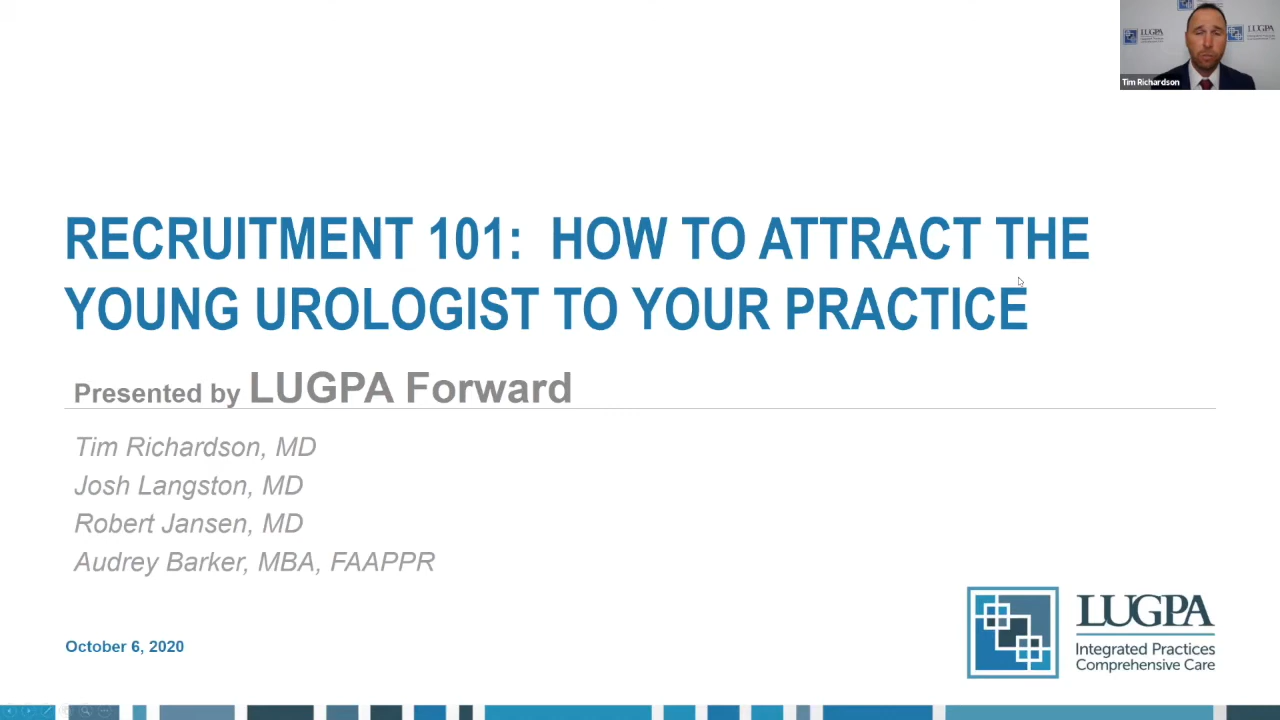 LUGPA
LUGPA
Tim Richardson
RECRUITMENT 101: HOW TO ATTRACT THE
YOUNG UROLOGIST TO YOUR PRACTICE
Presented by LUGPA Forward
Tim Richardson, MD
Josh Langston, MD
Robert Jansen, MD
Audrey Barker, MBA, FAAPPR
October 6, 2020
LUGPA
Integrated Practices
Comprehensive Care